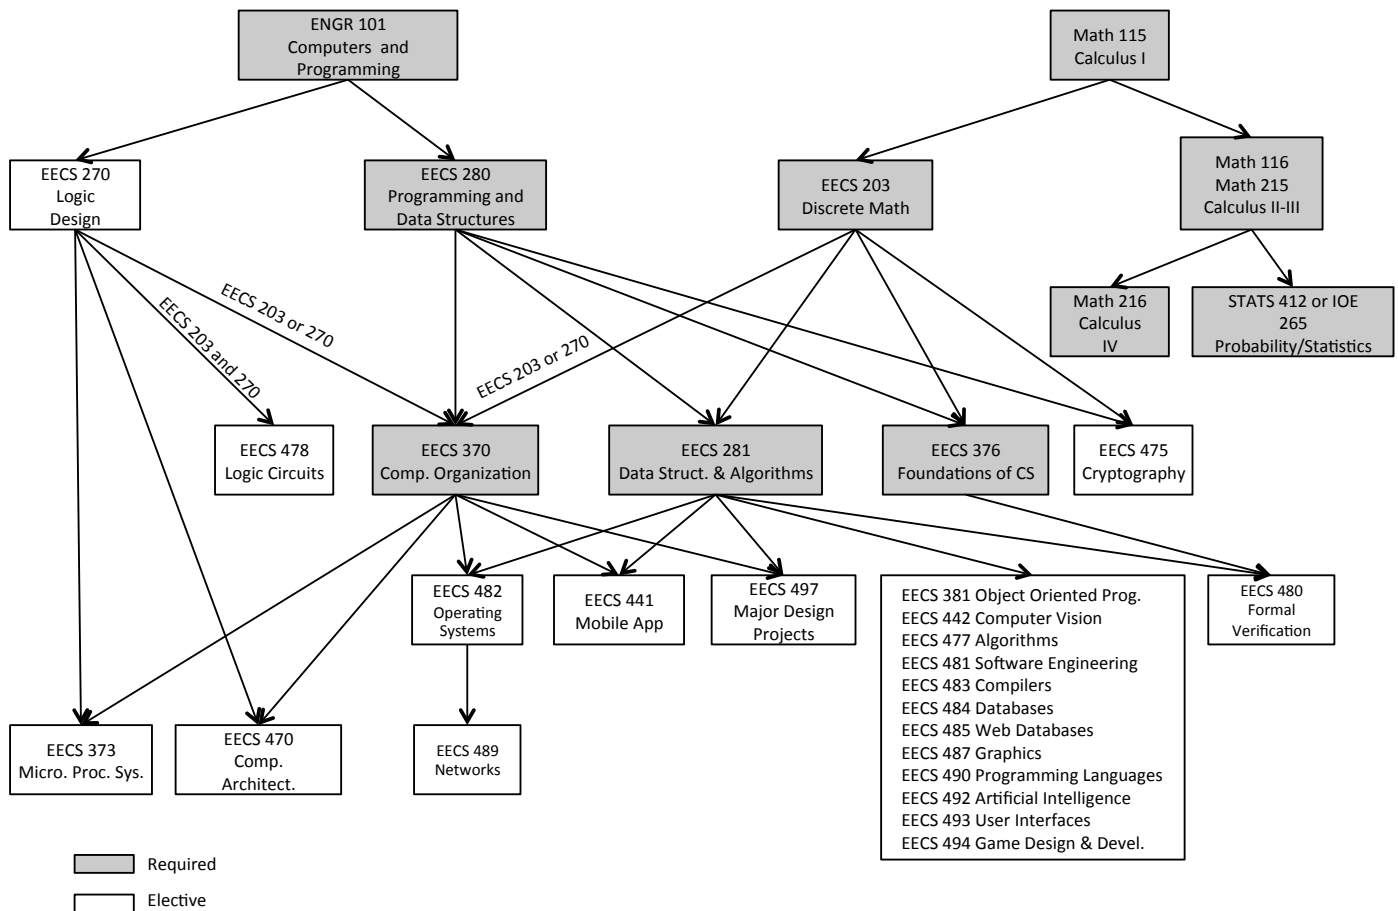 ENGR 101
Computers and
Programming
Math 115
Calculus I
EECS 270
Logic
Design
EECS 280
Programming and
Data Structures
EECS 203
Discrete Math
Math 116
Math 215
Calculus II-III
Math 216
Calculus
IV
STATS 412 or IOE
265
Probability/Statistics
EECS 203 or 270
EECS 203 and 270
EECS 203 or 270
EECS 478
Logic Circuits
EECS 370
Comp. Organization
EECS 281
Data Struct. & Algorithms
EECS 376
Foundations of CS
EECS 475
Cryptography
EECS 482
Operating
Systems
EECS 441
Mobile App
EECS 497
Major Design
Projects
EECS 381 Object Oriented Prog.
EECS 442 Computer Vision
EECS 477 Algorithms
EECS 481 Software Engineering
EECS 483 Compilers
EECS 484 Databases
EECS 485 Web Databases
EECS 487 Graphics
EECS 490 Programming Languages
EECS 492 Artificial Intelligence
EECS 493 User Interfaces
EECS 494 Game Design & Devel.
EECS 480
Formal
Verification
EECS 373
Micro. Proc. Sys.
EECS 470
Comp.
Architect.
EECS 489
Networks
Required
Elective